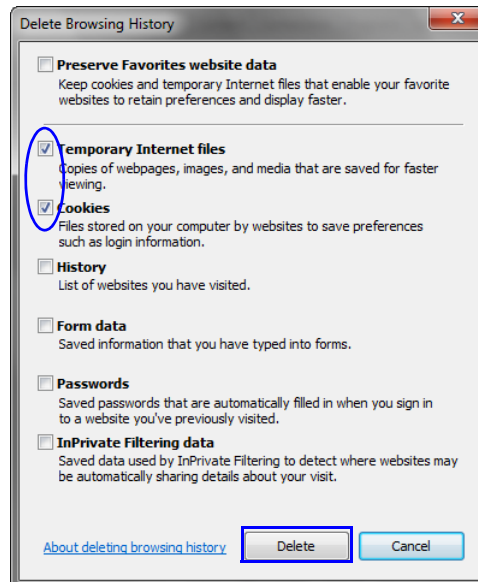 Delete Browsing History
Preserve Favorites website data
Keep cookies and temporary Internet files that enable your favorite
websites to retain preferences and display faster.
Temporary Internet files
Copies of webpages, images, and media that are saved for faster
viewing.
Cookies
Files stored on your computer by websites to save preferences
such as login information.
History
List of websites you have visited.
Form data
Saved information that you have typed into forms.
Passwords
Saved passwords that are automatically filled in when you sign in
to a website you've previously visited.
InPrivate Filtering data
Saved data used by InPrivate Filtering to detect where websites may
be automatically sharing details about your visit.
About deleting browsing history Delete Cancel